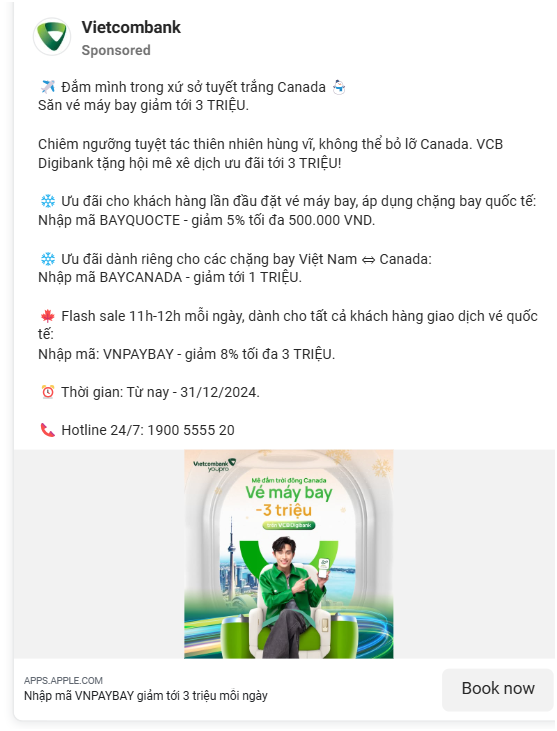 Vietcombank
Sponsored
✈️ Đắm mình trong xứ sở tuyết trắng Canada ⛄
Săn vé máy bay giảm tới 3 TRIỆU.
Chiêm ngưỡng tuyệt tác thiên nhiên hùng vĩ, không thể bỏ lỡ Canada. VCB
Digibank tặng hội mê xê dịch ưu đãi tới 3 TRIỆU!
❄️ Ưu đãi cho khách hàng lần đầu đặt vé máy bay, áp dụng chặng bay quốc tế:
Nhập mã BAYQUOCTE - giảm 5% tối đa 500.000 VND.
❄️ Ưu đãi dành riêng cho các chặng bay Việt Nam ⇔ Canada:
Nhập mã BAYCANADA - giảm tới 1 TRIỆU.
🍁 Flash sale 11h-12h mỗi ngày, dành cho tất cả khách hàng giao dịch vé quốc
tế:
Nhập mã: VNPAYBAY - giảm 8% tối đa 3 TRIỆU.
⏰ Thời gian: Từ nay - 31/12/2024.
📞 Hotline 24/7: 1900 5555 20
Vietcombank
youpro
Mê đắm trời đông Canada
Vé máy bay
-3 triệu
trên VCB Digibank
APPS.APPLE.COM
Nhập mã VNPAYBAY giảm tới 3 triệu mỗi ngày
Book now